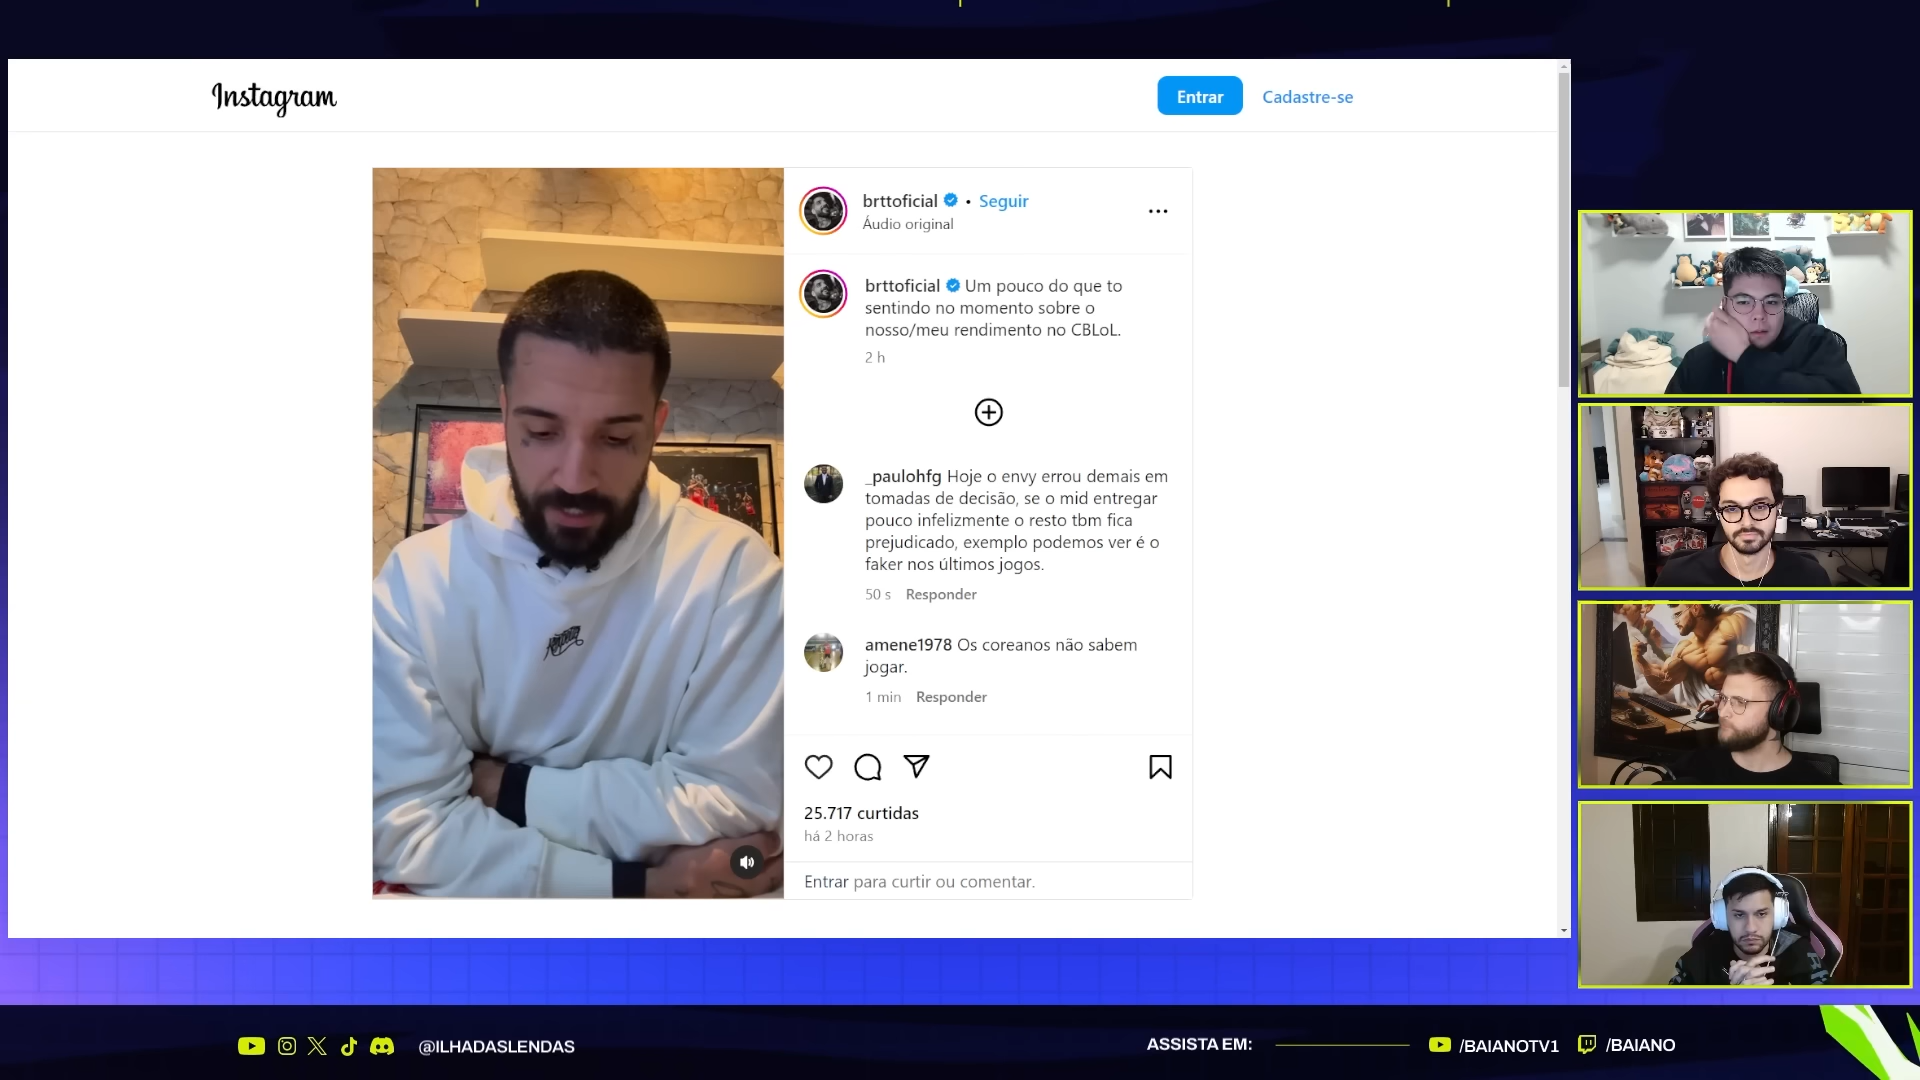 Instagram
Entrar
Cadastre-se
brttoficial • Seguir
Áudio original
brttoficial Um pouco do que to
sentindo no momento sobre o
nosso/meu rendimento no CBLoL.
2 h
_paulohfg Hoje o envy errou demais em
tomadas de decisão, se o mid entregar
pouco infelizmente o resto tbm fica
prejudicado, exemplo podemos ver é o
faker nos últimos jogos.
50 s Responder
amene1978 Os coreanos não sabem
jogar.
1 min Responder
25.717 curtidas
há 2 horas
Entrar para curtir ou comentar.
@ILHADASLENDAS
ASSISTA EM:
/BAIANOTV1
/BAIANO